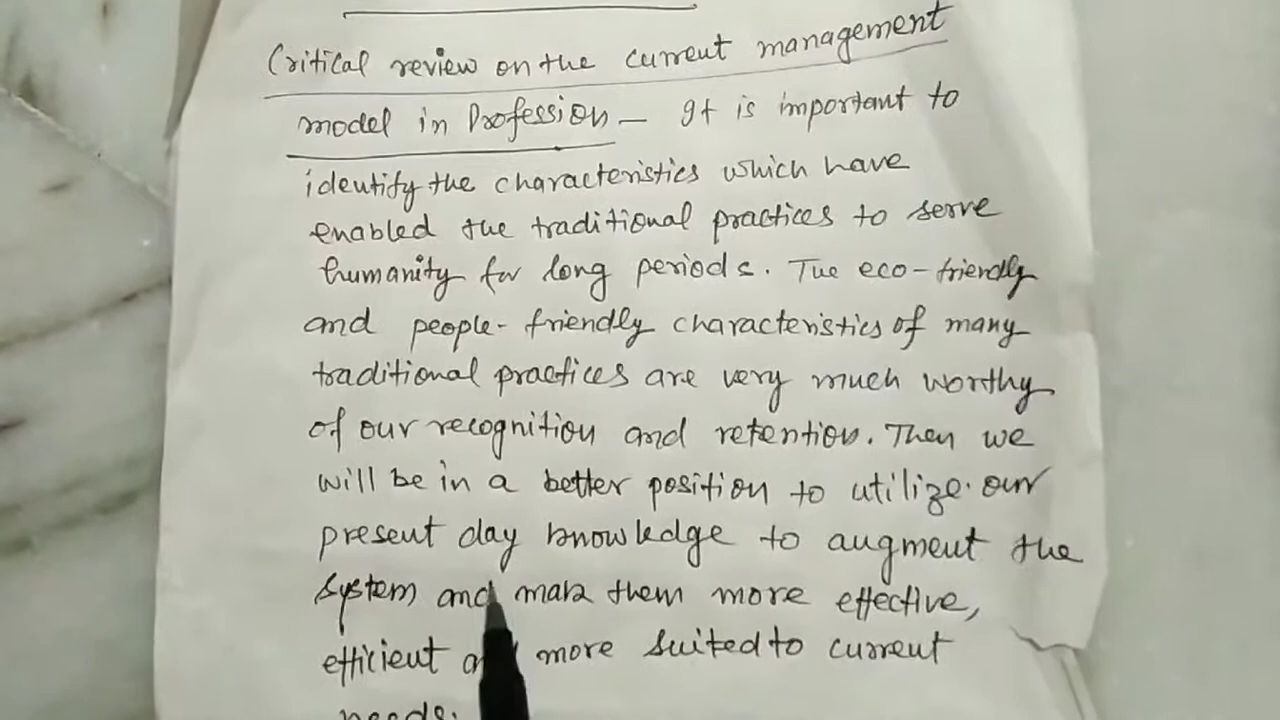 Critical review on the current management
model in Profession — It is important to
identify the characteristics which have
enabled the traditional practices to serve
humanity for long periods. The eco-friendly
and people-friendly characteristics of many
traditional practices are very much worthy
of our recognition and retention. Then we
will be in a better position to utilize our
present day knowledge to augment the
system and make them more effective,
efficient more suited to current
needs.